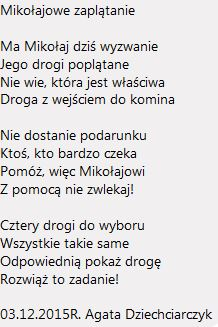 Mikołajowe zaplątanie

Ma Mikołaj dziś wyzwanie
Jego drogi poplątane
Nie wie, która jest właściwa
Droga z wejściem do komina

Nie dostanie podarunku
Ktoś, kto bardzo czeka
Pomóż, więc Mikołajowi
Z pomocą nie zwlekaj!

Cztery drogi do wyboru
Wszystkie takie same
Odpowiednią pokaż drogę
Rozwiąż to zadanie!

03.12.2015R. Agata Dziechciarczyk